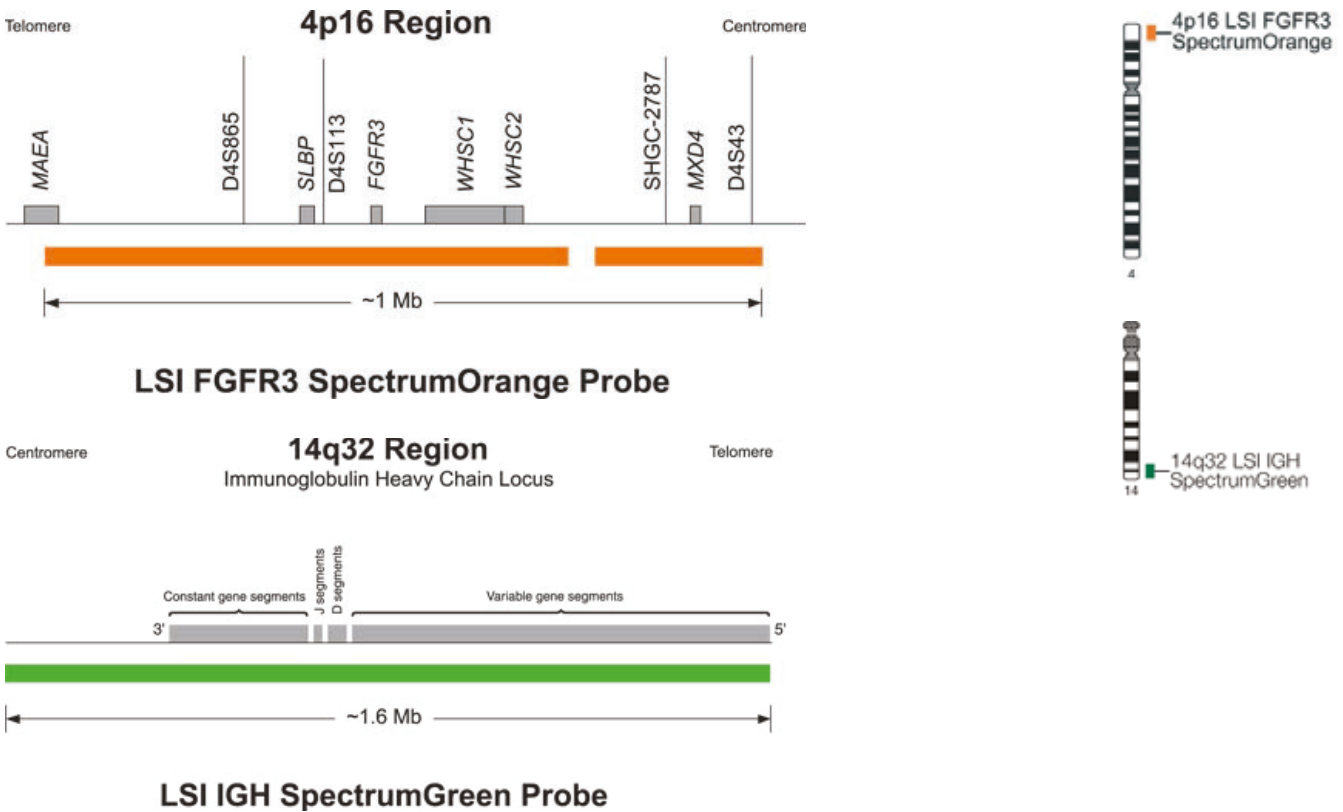 Telomere
4p16 Region
Centromere
MAEA
D4S865
SLBP
D4S113
FGFR3
WHSC1
WHSC2
SHGC-2787
MXD4
D4S43
~1 Mb
LSI FGFR3 SpectrumOrange Probe
4p16 LSI FGFR3
SpectrumOrange
4
Centromere
14q32 Region
Telomere
Immunoglobulin Heavy Chain Locus
Constant gene segments
J segments
D segments
Variable gene segments
3'
5'
~1.6 Mb
LSI IGH SpectrumGreen Probe
14q32 LSI IGH
SpectrumGreen
14